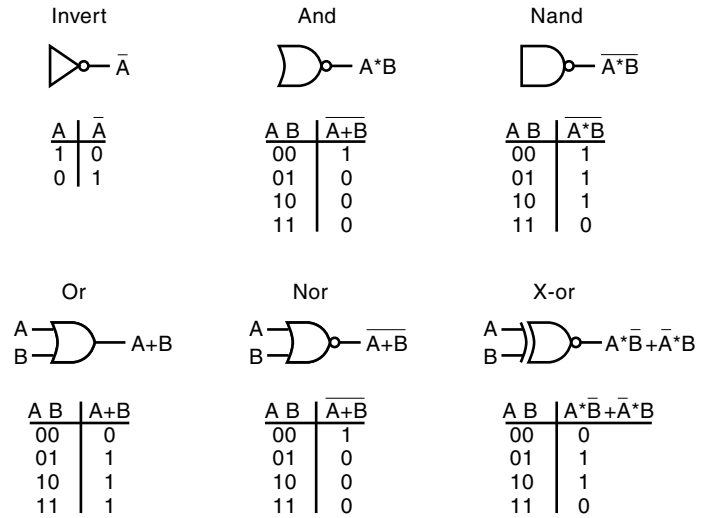 Invert
A̅
A A̅
1 0
0 1
And
A*B
A B A̅+̅B̅
00 1
01 0
10 0
11 0
Nand
A̅*̅B̅
A B A̅*̅B̅
00 1
01 1
10 1
11 0
Or
A
B
A+B
A B A+B
00 0
01 1
10 1
11 1
Nor
A
B
A̅+̅B̅
A B A̅+̅B̅
00 1
01 0
10 0
11 0
X-or
A
B
A*B̅+A̅*B
A B A*B̅+A̅*B
00 0
01 1
10 1
11 0